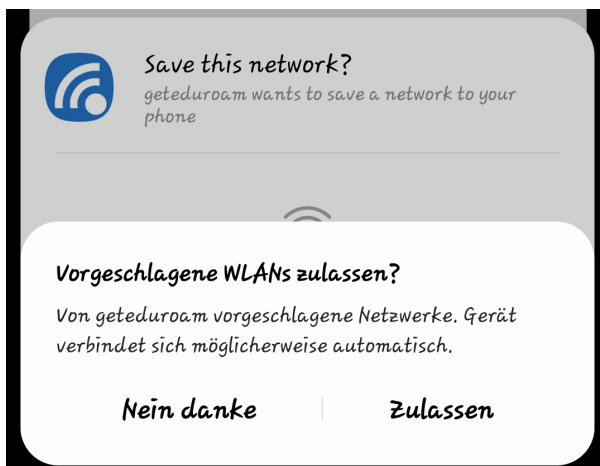 Save this network?
geteduroam wants to save a network to your
phone
Vorgeschlagene WLANs zulassen?
Von geteduroam vorgeschlagene Netzwerke. Gerät
verbindet sich möglicherweise automatisch.
Nein danke
Zulassen